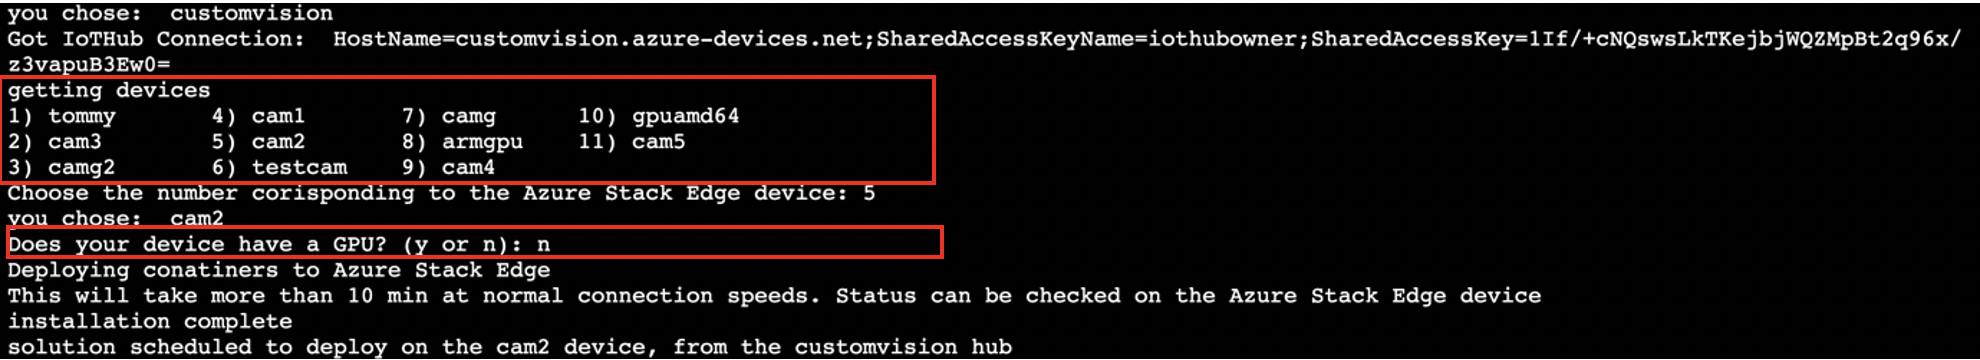 you chose:  customvision
Got IoTHub Connection:  HostName=customvision.azure-devices.net;SharedAccessKeyName=iothubowner;SharedAccessKey=1If/+cNQswsLkTKejbjWQZMpBt2q96x/
z3vapuB3Ew0=
getting devices
1) tommy       4) cam1       7) camg       10) gpuamd64
2) cam3        5) cam2       8) armgpu     11) cam5
3) camg2       6) testcam    9) cam4
Choose the number corisponding to the Azure Stack Edge device: 5
you chose:  cam2
Does your device have a GPU? (y or n): n
Deploying conatiners to Azure Stack Edge
This will take more than 10 min at normal connection speeds. Status can be checked on the Azure Stack Edge device
installation complete
solution scheduled to deploy on the cam2 device, from the customvision hub